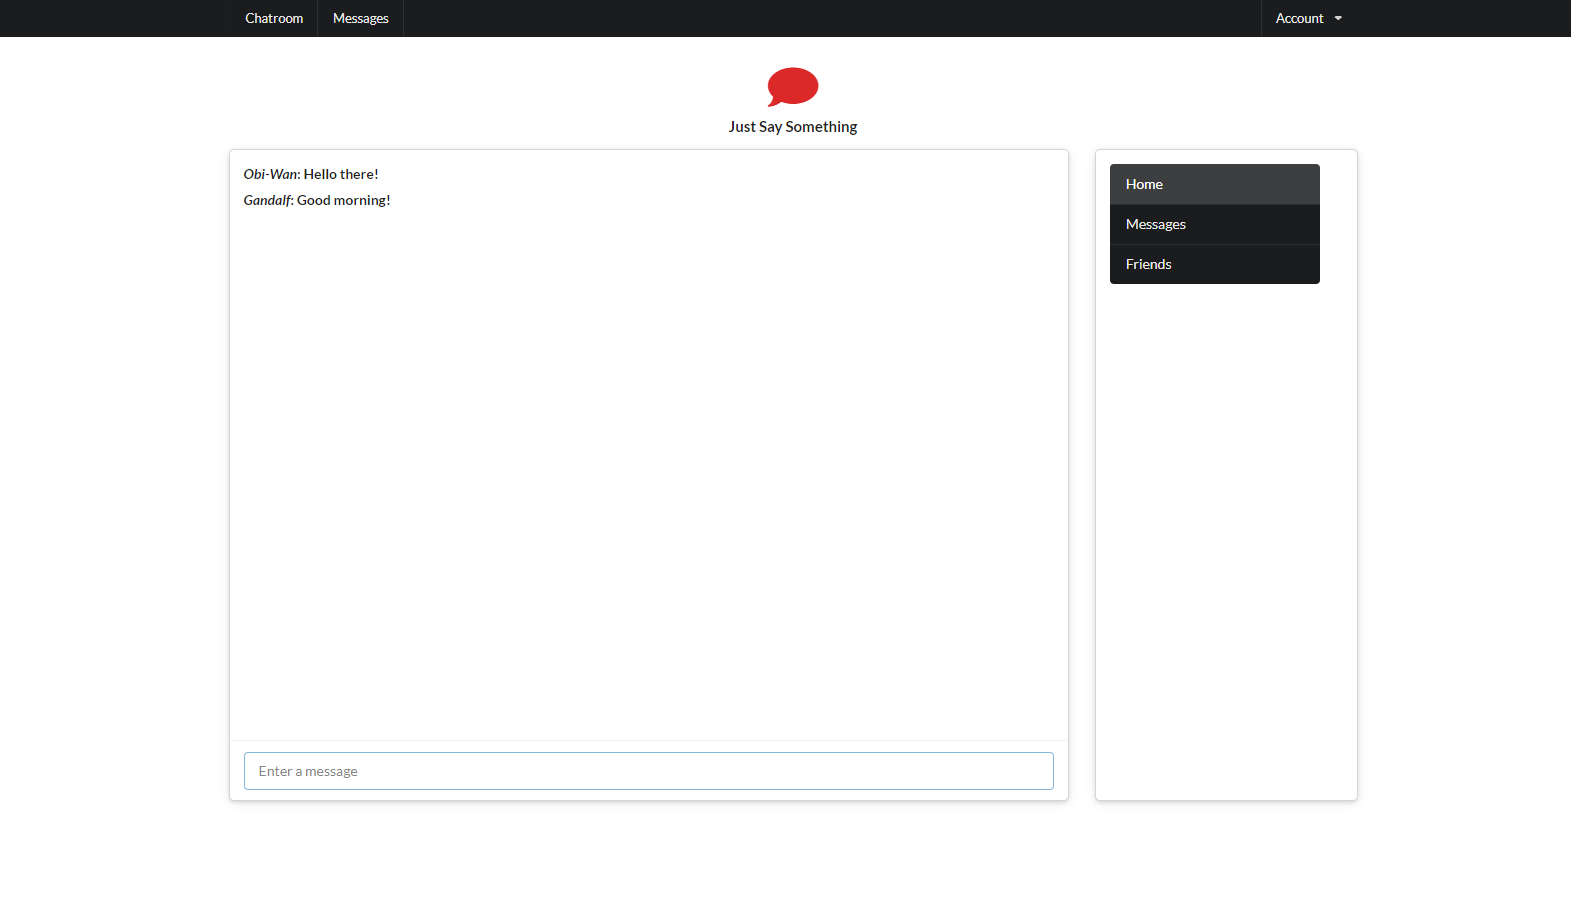 Chatroom Messages Account
Just Say Something
Obi-Wan: Hello there!
Gandalf: Good morning!
Enter a message
Home
Messages
Friends